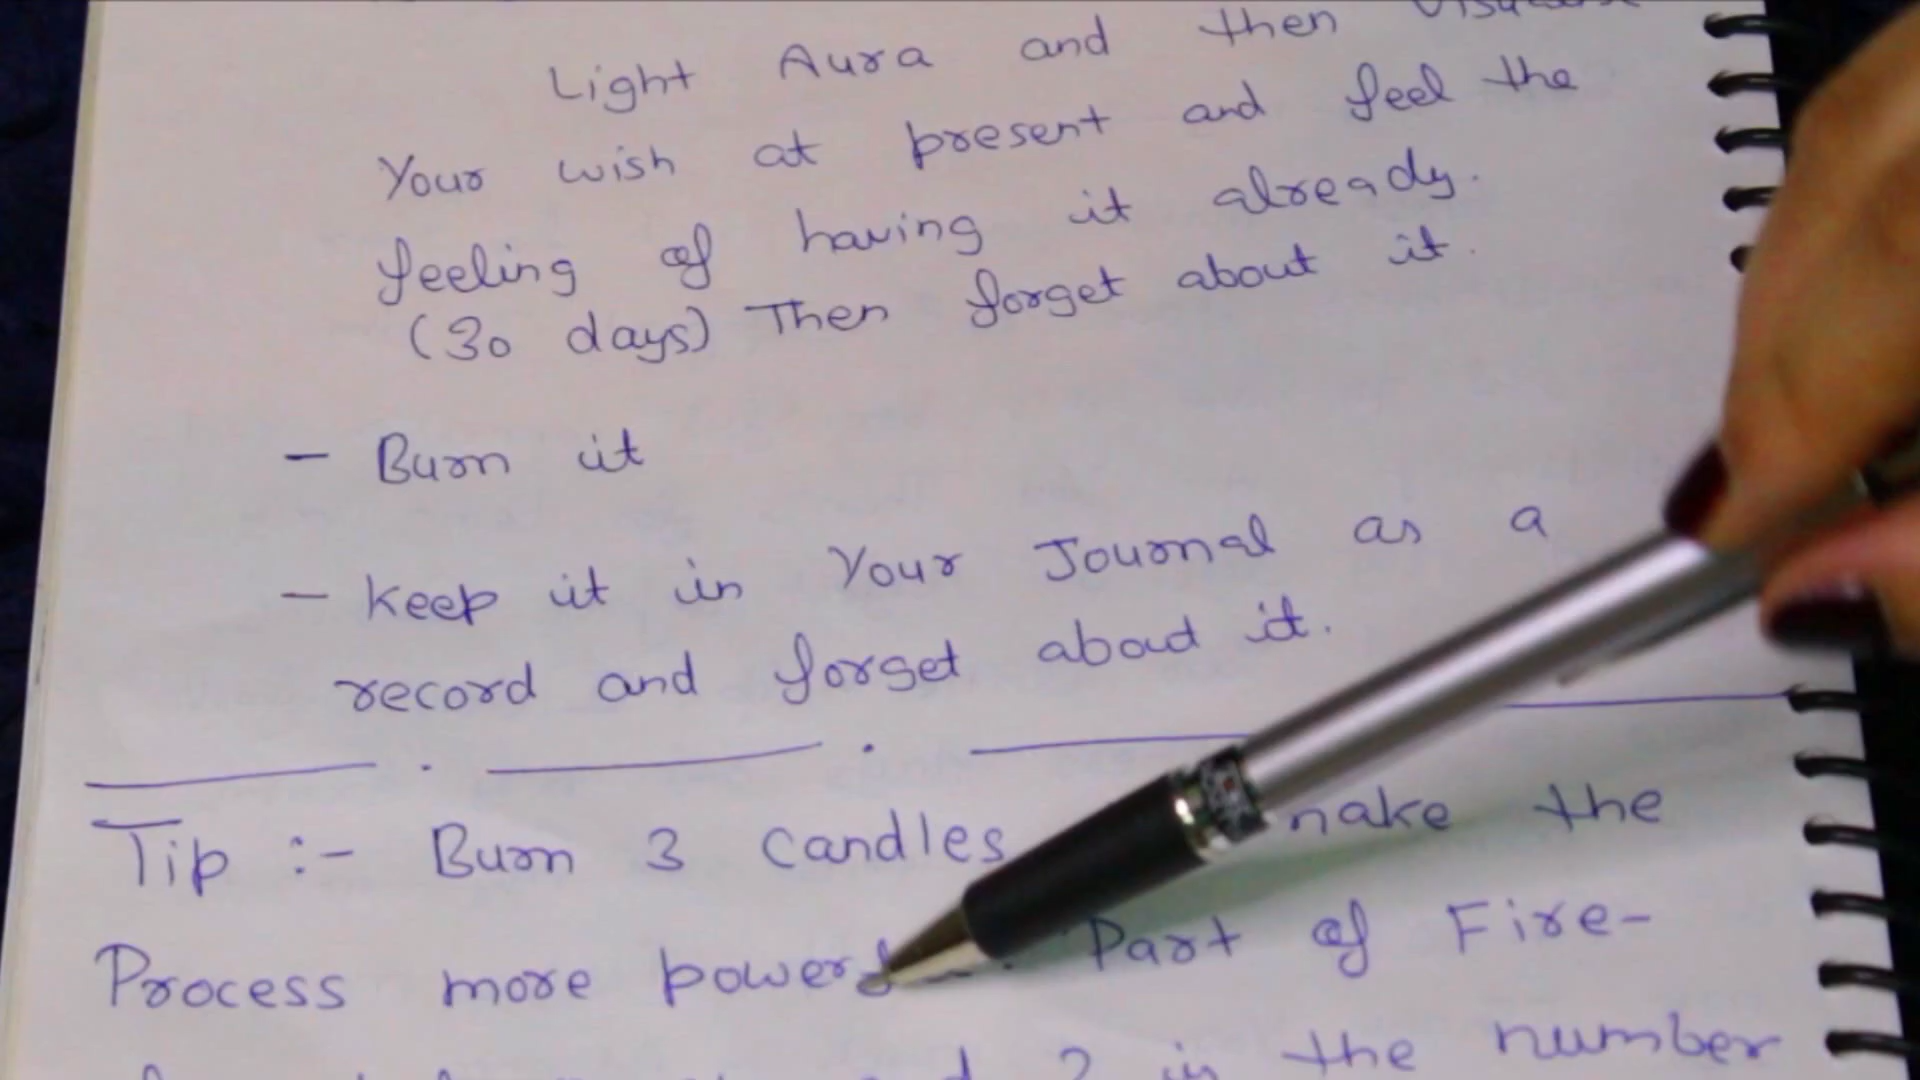 Light Aura and then
Your wish at present and feel the
feeling of having it already.
(30 days) Then forget about it.
- Burn it
- Keep it in Your Journal as a
record and forget about it.
Tip :- Burn 3 Candles make the
Process more Part of Fire-
in the number